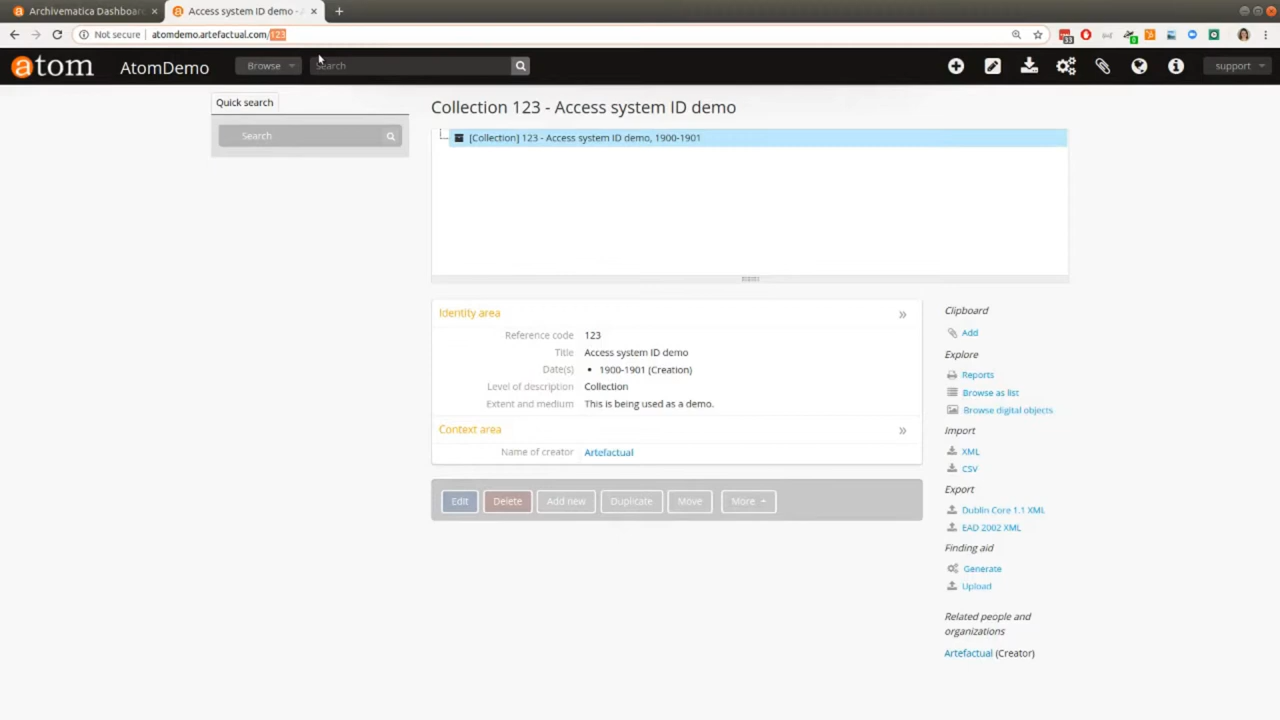 Archivematica Dashboar
Access system ID demo -
Not secure
atomdemo.artefactual.com/123
33
0
atom
AtomDemo
Browse
Search
support
Quick search
Search
Collection 123 - Access system ID demo
[Collection] 123 - Access system ID demo, 1900-1901
Identity area
Reference code 123
Title Access system ID demo
Date(s) • 1900-1901 (Creation)
Level of description Collection
Extent and medium This is being used as a demo.
Context area
Name of creator Artefactual
Edit
Delete
Add new
Duplicate
Move
More
Clipboard
Add
Explore
Reports
Browse as list
Browse digital objects
Import
XML
CSV
Export
Dublin Core 1.1 XML
EAD 2002 XML
Finding aid
Generate
Upload
Related people and
organizations
Artefactual (Creator)